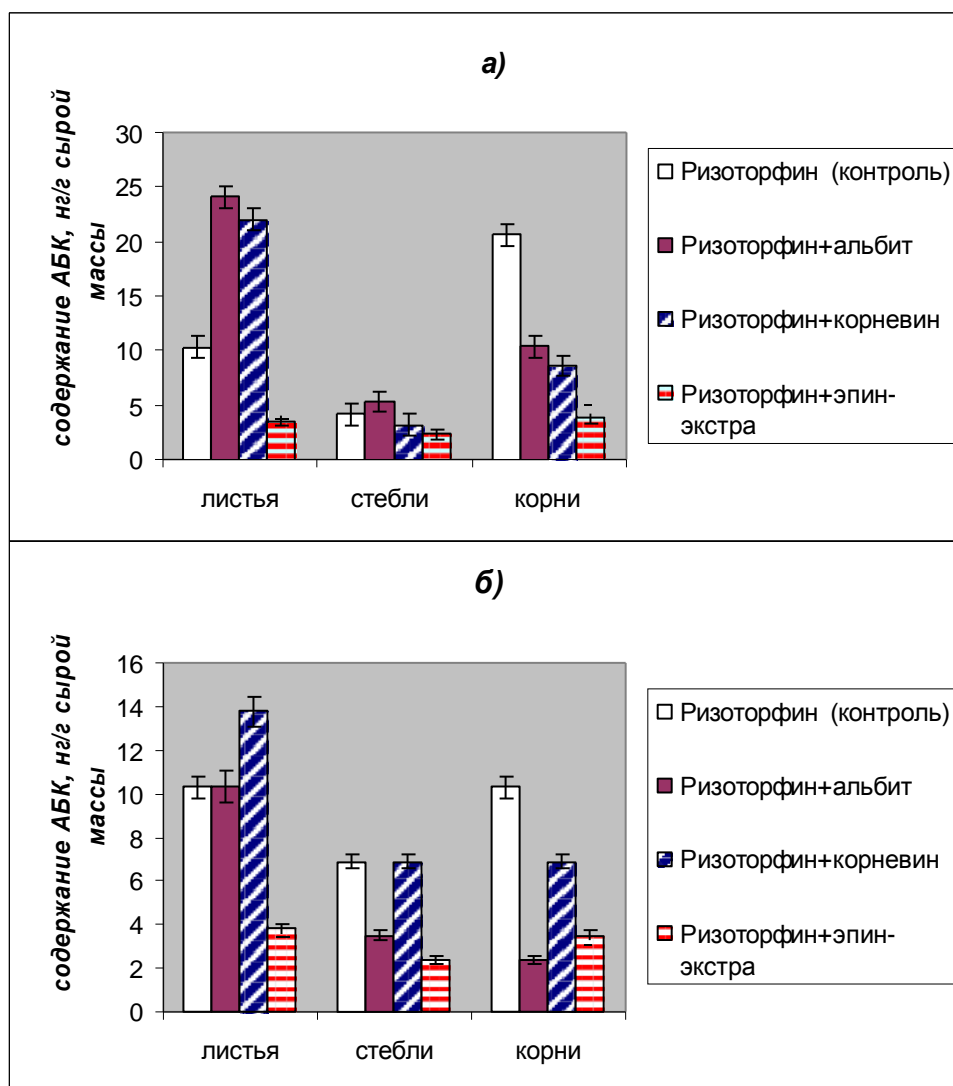 а)
содержание АБК, нг/г сырой
массы
30
25
20
15
10
5
0
листья
стебли
корни
Ризоторфин (контроль)
Ризоторфин+альбит
Ризоторфин+корневин
Ризоторфин+эпин-
экстра
б)
содержание АБК, нг/г сырой
массы
16
14
12
10
8
6
4
2
0
листья
стебли
корни
Ризоторфин (контроль)
Ризоторфин+альбит
Ризоторфин+корневин
Ризоторфин+эпин-
экстра